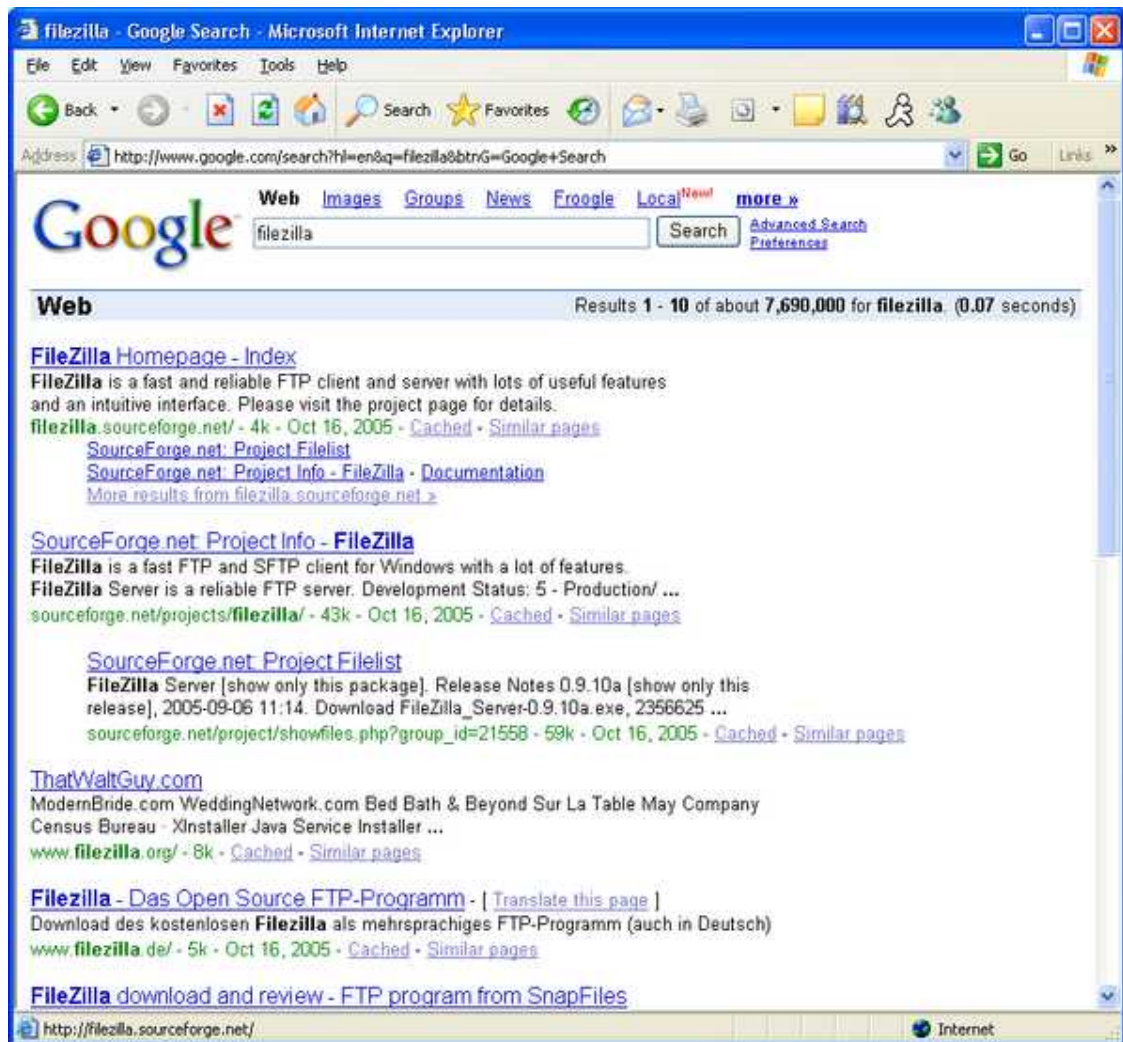 filezilla - Google Search - Microsoft Internet Explorer
File Edit View Favorites Tools Help
Back Search Favorites
Address http://www.google.com/search?hl=en&q=filezilla&btnG=Google+Search Go Links »
Web Images Groups News Froogle Local New! more »
Google filezilla Search Advanced Search
Preferences
Web Results 1 - 10 of about 7,690,000 for filezilla. (0.07 seconds)
FileZilla Homepage - Index
FileZilla is a fast and reliable FTP client and server with lots of useful features
and an intuitive interface. Please visit the project page for details.
filezilla.sourceforge.net/ - 4k - Oct 16, 2005 - Cached - Similar pages
SourceForge.net: Project Filelist
SourceForge.net: Project Info - FileZilla - Documentation
More results from filezilla.sourceforge.net »
SourceForge.net: Project Info - FileZilla
FileZilla is a fast FTP and SFTP client for Windows with a lot of features.
FileZilla Server is a reliable FTP server. Development Status: 5 - Production/ ...
sourceforge.net/projects/filezilla/ - 43k - Oct 16, 2005 - Cached - Similar pages
SourceForge.net: Project Filelist
FileZilla Server [show only this package]. Release Notes 0.9.10a [show only this
release], 2005-09-06 11:14. Download FileZilla_Server-0.9.10a.exe, 2356625 ...
sourceforge.net/project/showfiles.php?group_id=21558 - 59k - Oct 16, 2005 - Cached - Similar pages
ThatWaltGuy.com
ModernBride.com WeddingNetwork.com Bed Bath & Beyond Sur La Table May Company
Census Bureau · XInstaller Java Service Installer ...
www.filezilla.org/ - 8k - Cached - Similar pages
Filezilla - Das Open Source FTP-Programm - [ Translate this page ]
Download des kostenlosen Filezilla als mehrsprachiges FTP-Programm (auch in Deutsch)
www.filezilla.de/ - 5k - Oct 16, 2005 - Cached - Similar pages
FileZilla download and review - FTP program from SnapFiles
http://filezilla.sourceforge.net/ Internet